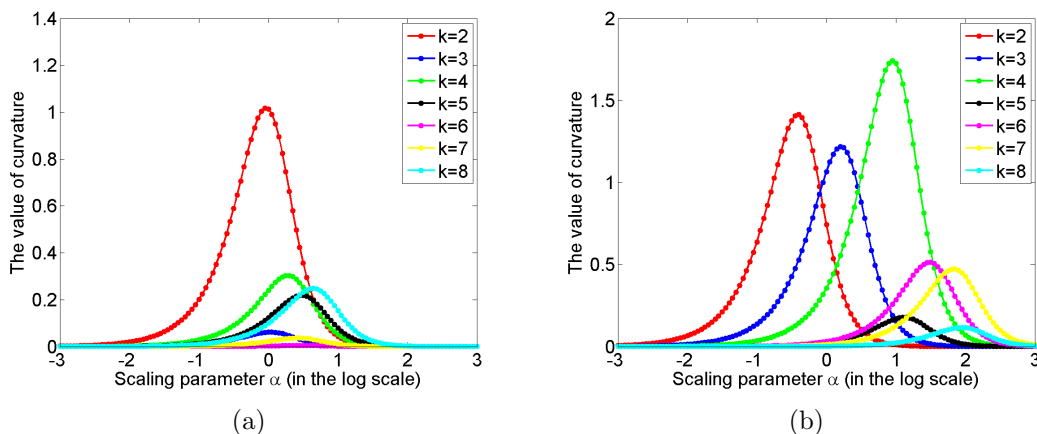 1.4
1.2
1
0.8
0.6
0.4
0.2
0
The value of curvature
-3 -2 -1 0 1 2 3
Scaling parameter α (in the log scale)
k=2
k=3
k=4
k=5
k=6
k=7
k=8
(a)
2
1.5
1
0.5
0
The value of curvature
-3 -2 -1 0 1 2 3
Scaling parameter α (in the log scale)
k=2
k=3
k=4
k=5
k=6
k=7
k=8
(b)